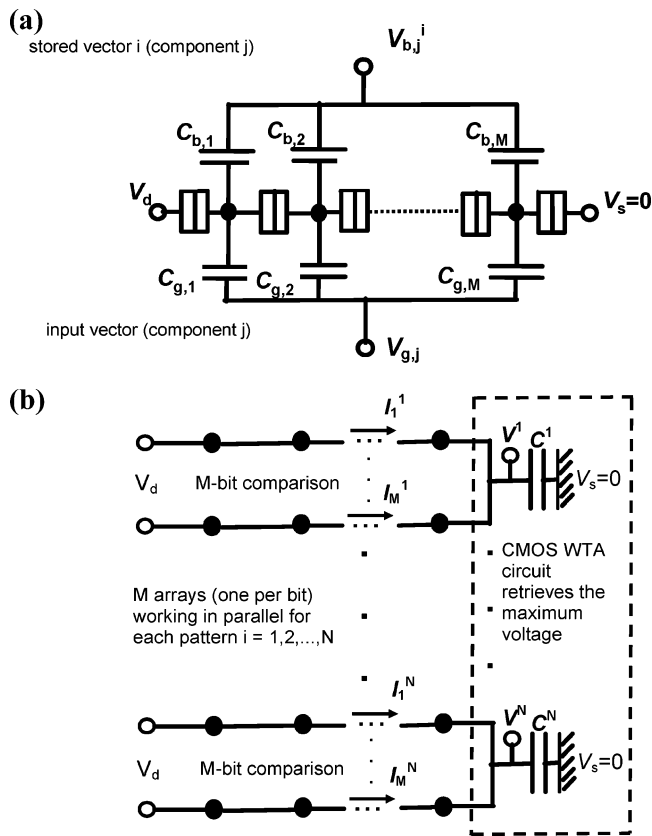 (a)
stored vector i (component j)
V_b,j^i
C_b,1
C_b,2
C_b,M
V_d
V_s=0
C_g,1
C_g,2
C_g,M
input vector (component j)
V_g,j
(b)
I_1^1
V^1
C^1
V_d
M-bit comparison
V_s=0
I_M^1
M arrays (one per bit)
working in parallel for
each pattern i = 1,2,...,N
CMOS WTA
circuit
retrieves the
maximum
voltage
I_1^N
V^N
C^N
V_d
M-bit comparison
V_s=0
I_M^N